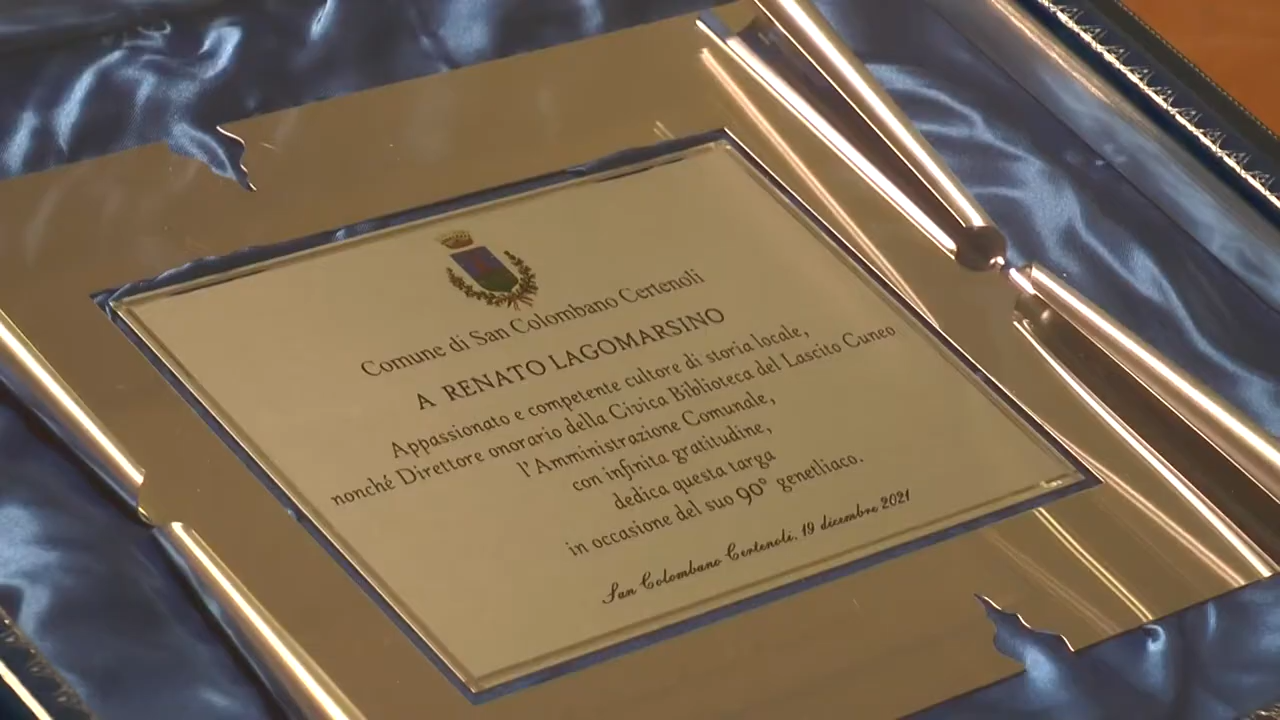 Comune di San Colombano Certenoli
A RENATO LAGOMARSINO
Appassionato e competente cultore di storia locale,
nonché Direttore onorario della Civica Biblioteca del Lascito Cuneo
l'Amministrazione Comunale,
con infinita gratitudine,
dedica questa targa
in occasione del suo 90° genetliaco.
San Colombano Certenoli, 19 dicembre 2021